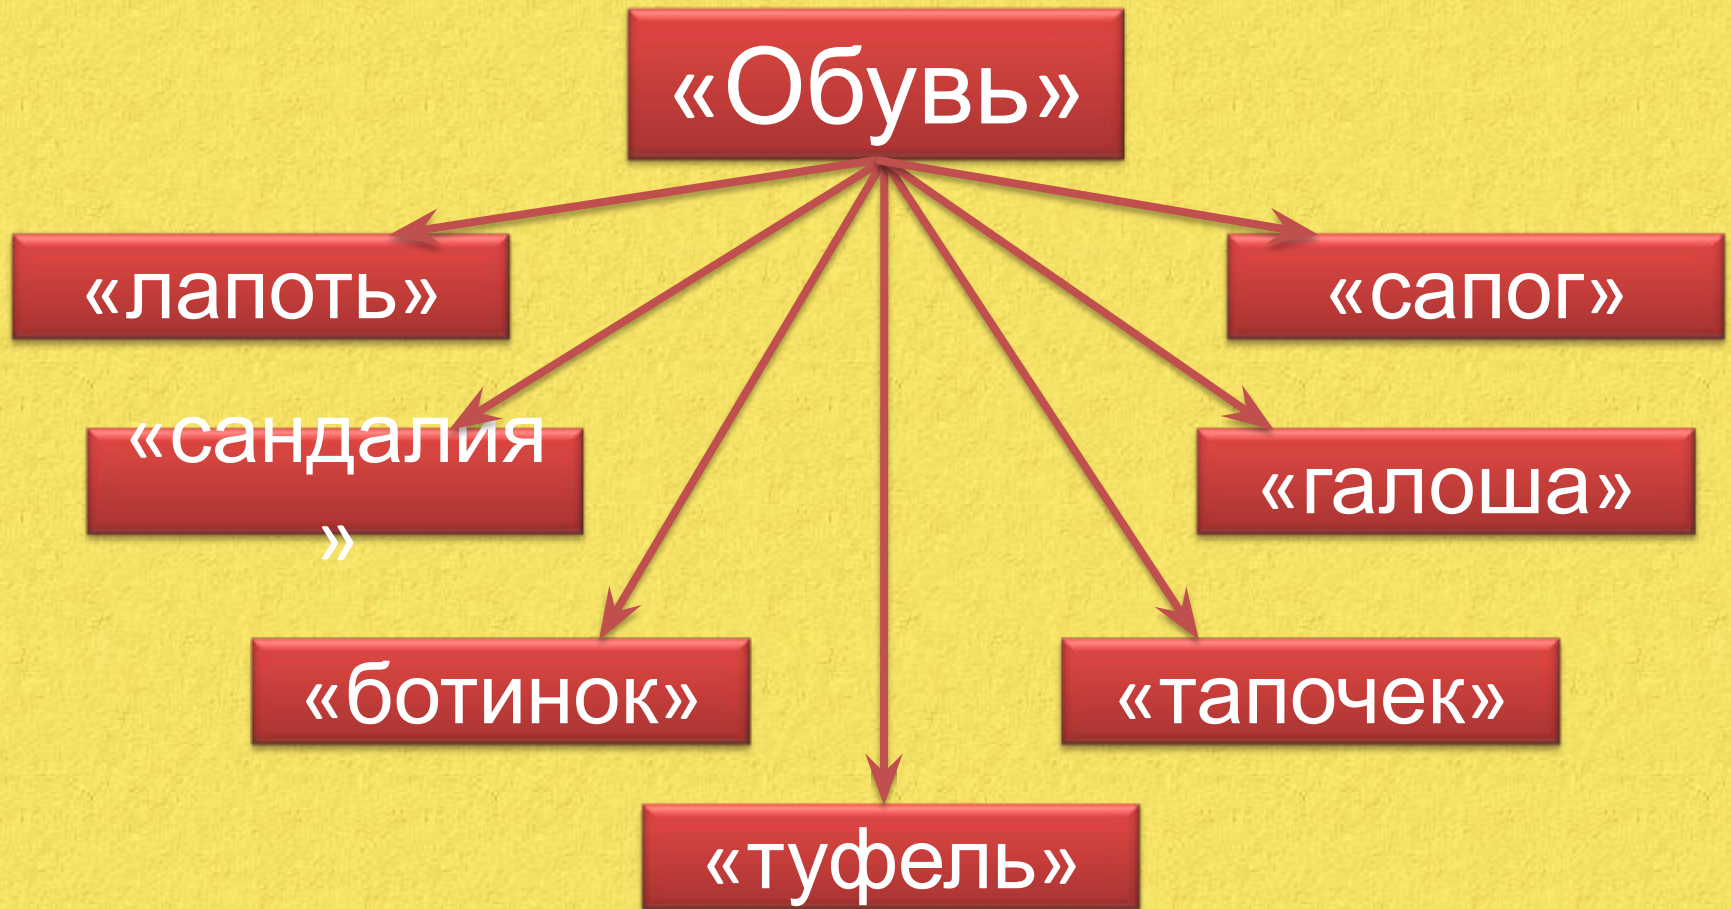 «Обувь»
«лапоть»
«сапог»
«сандалия
»
«галоша»
«ботинок»
«тапочек»
«туфель»